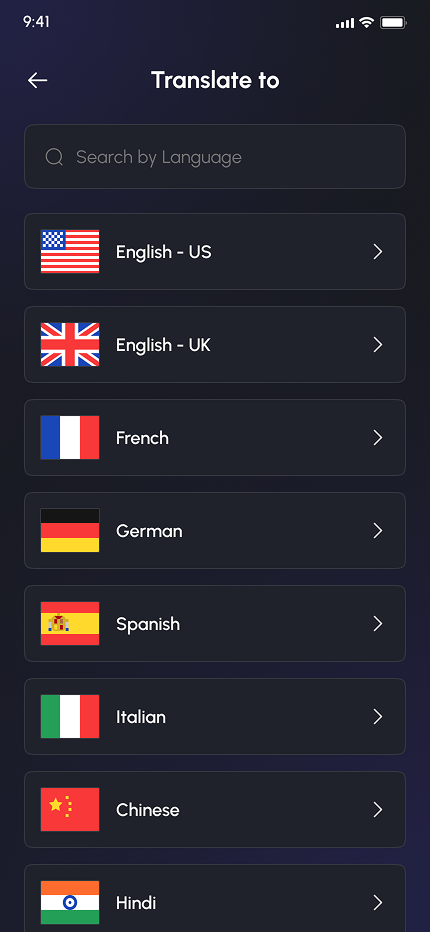 9:41
Translate to
Search by Language
English - US
English - UK
French
German
Spanish
Italian
Chinese
Hindi